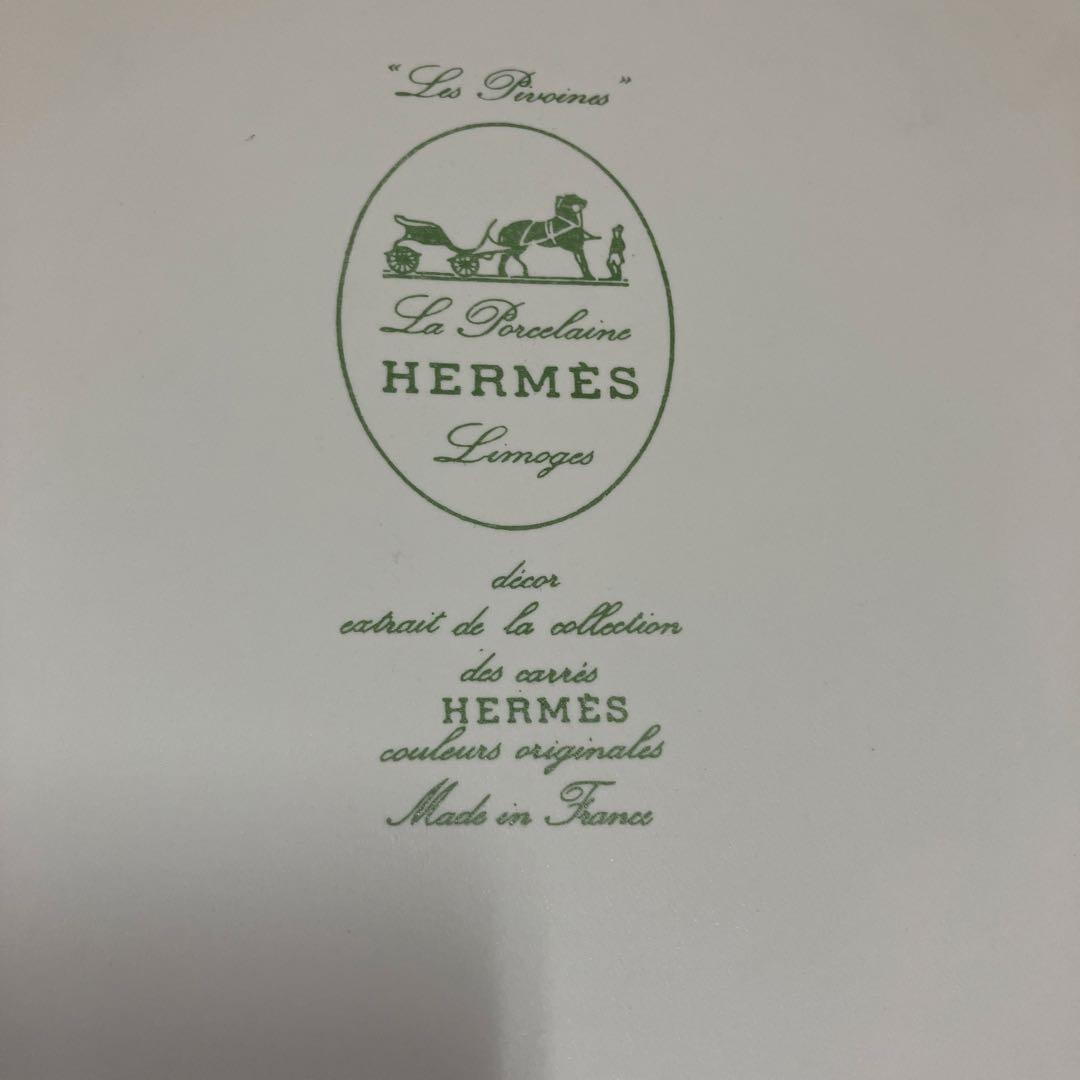 "Les Pivoines"
La Porcelaine
HERMÈS
Limoges
décor
extrait de la collection
des carrés
HERMÈS
couleurs originales
Made in France